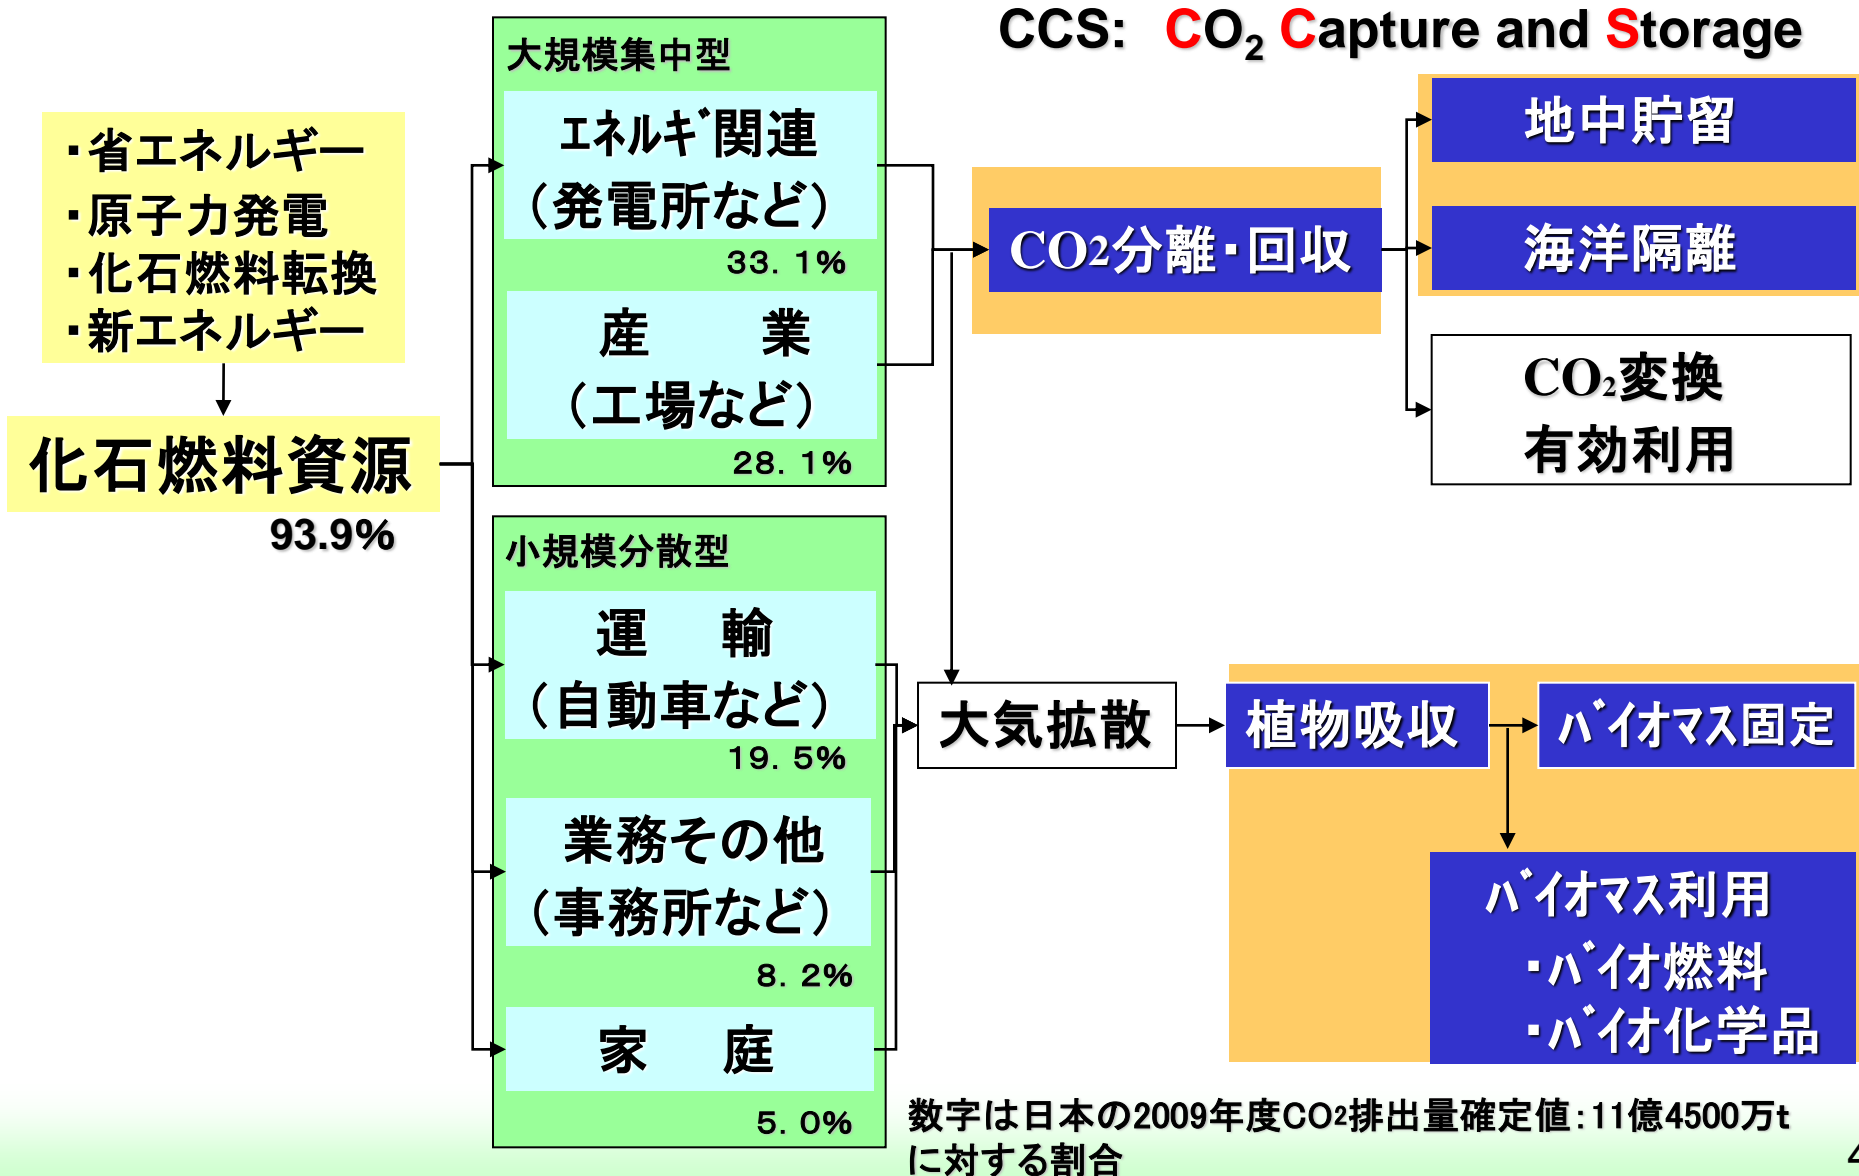 CCS: CO2 Capture and Storage
・省エネルギー
・原子力発電
・化石燃料転換
・新エネルギー
化石燃料資源
93.9%
大規模集中型
ｴﾈﾙｷﾞ関連
（発電所など）
33．1%
産　業
（工場など）
28．1%
小規模分散型
運　輸
（自動車など）
19．5%
業務その他
（事務所など）
8．2%
家　庭
5．0%
CO2分離・回収
地中貯留
海洋隔離
CO2変換
有効利用
大気拡散
植物吸収
ﾊﾞｲｵﾏｽ固定
ﾊﾞｲｵﾏｽ利用
・ﾊﾞｲｵ燃料
・ﾊﾞｲｵ化学品
数字は日本の2009年度CO2排出量確定値：11億4500万t
に対する割合